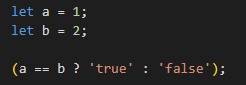 let a = 1;
let b = 2;
(a == b ? 'true' : 'false');